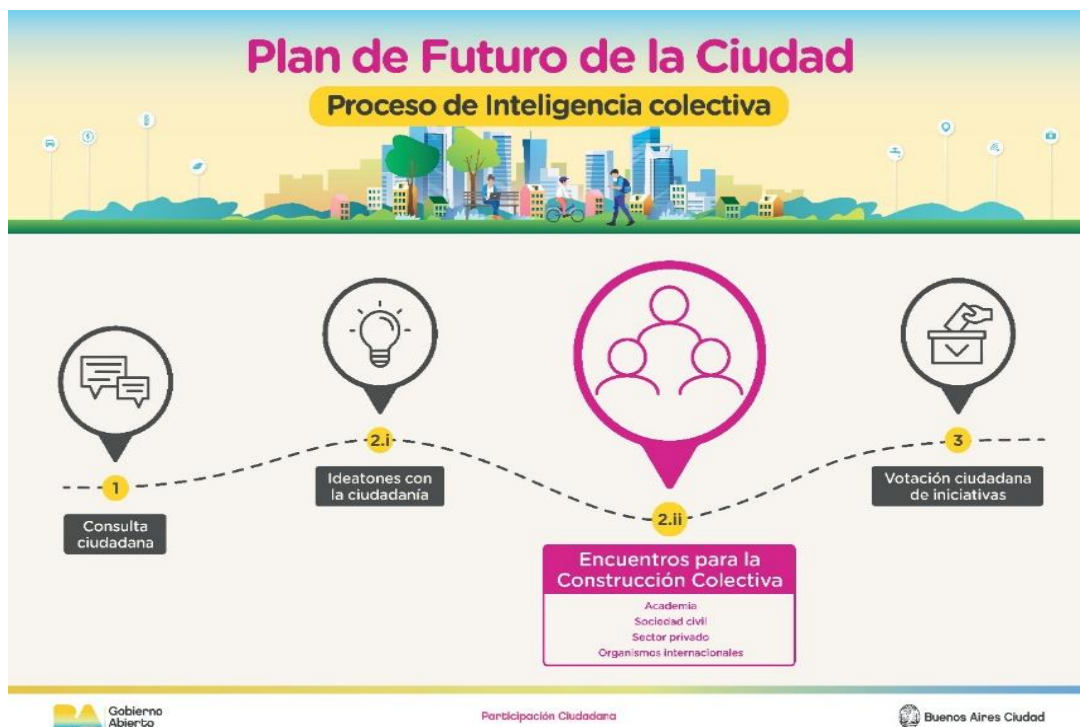 Plan de Futuro de la Ciudad
Proceso de Inteligencia colectiva
1
Consulta
ciudadana
2.i
Ideatones con
la ciudadanía
2.ii
Encuentros para la
Construcción Colectiva
Academia
Sociedad civil
Sector privado
Organismos internacionales
3
Votación ciudadana
de iniciativas
BA
Gobierno
Abierto
Participación Ciudadana
Buenos Aires Ciudad